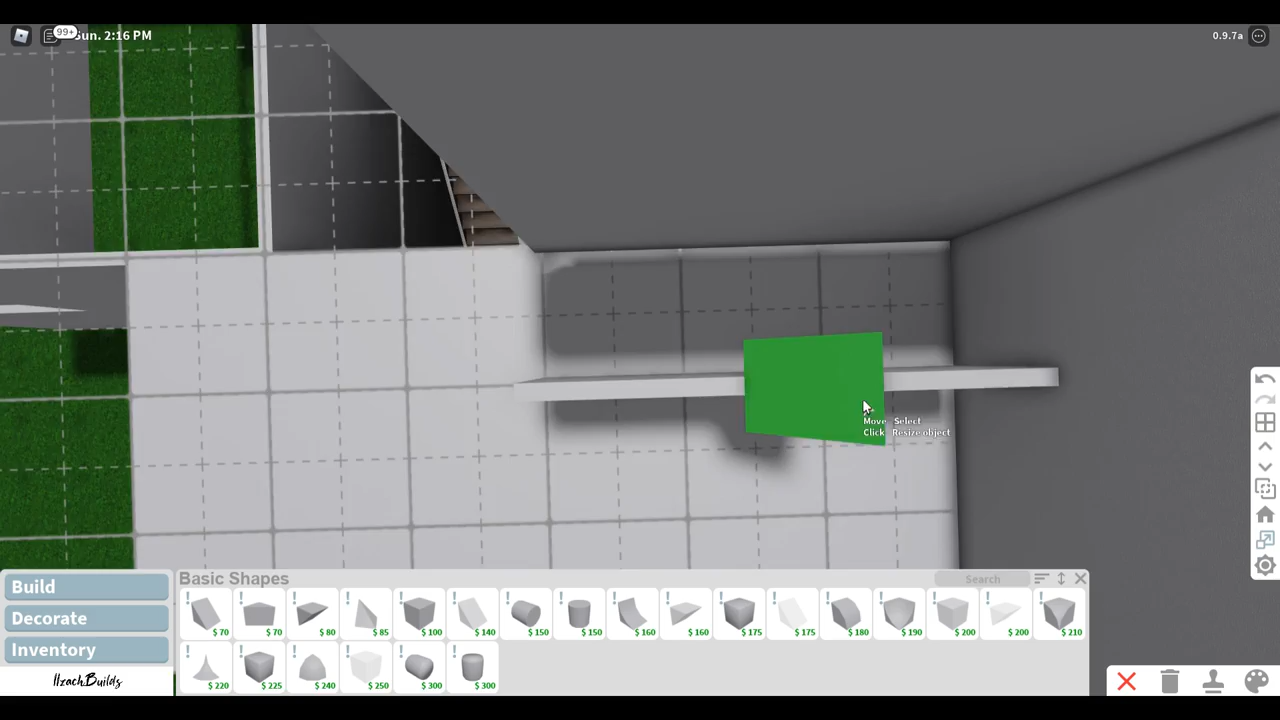 99+
Sun. 2:16 PM
0.9.7a
Move Select
Click Resize object
Build
Decorate
Inventory
IIzachBuilds
Basic Shapes
Search
! $ 70
! $ 70
! $ 80
! $ 85
! $ 100
! $ 140
! $ 150
! $ 150
! $ 160
! $ 160
! $ 175
! $ 175
! $ 180
! $ 190
! $ 200
! $ 200
! $ 210
! $ 220
! $ 225
! $ 240
! $ 250
! $ 300
! $ 300